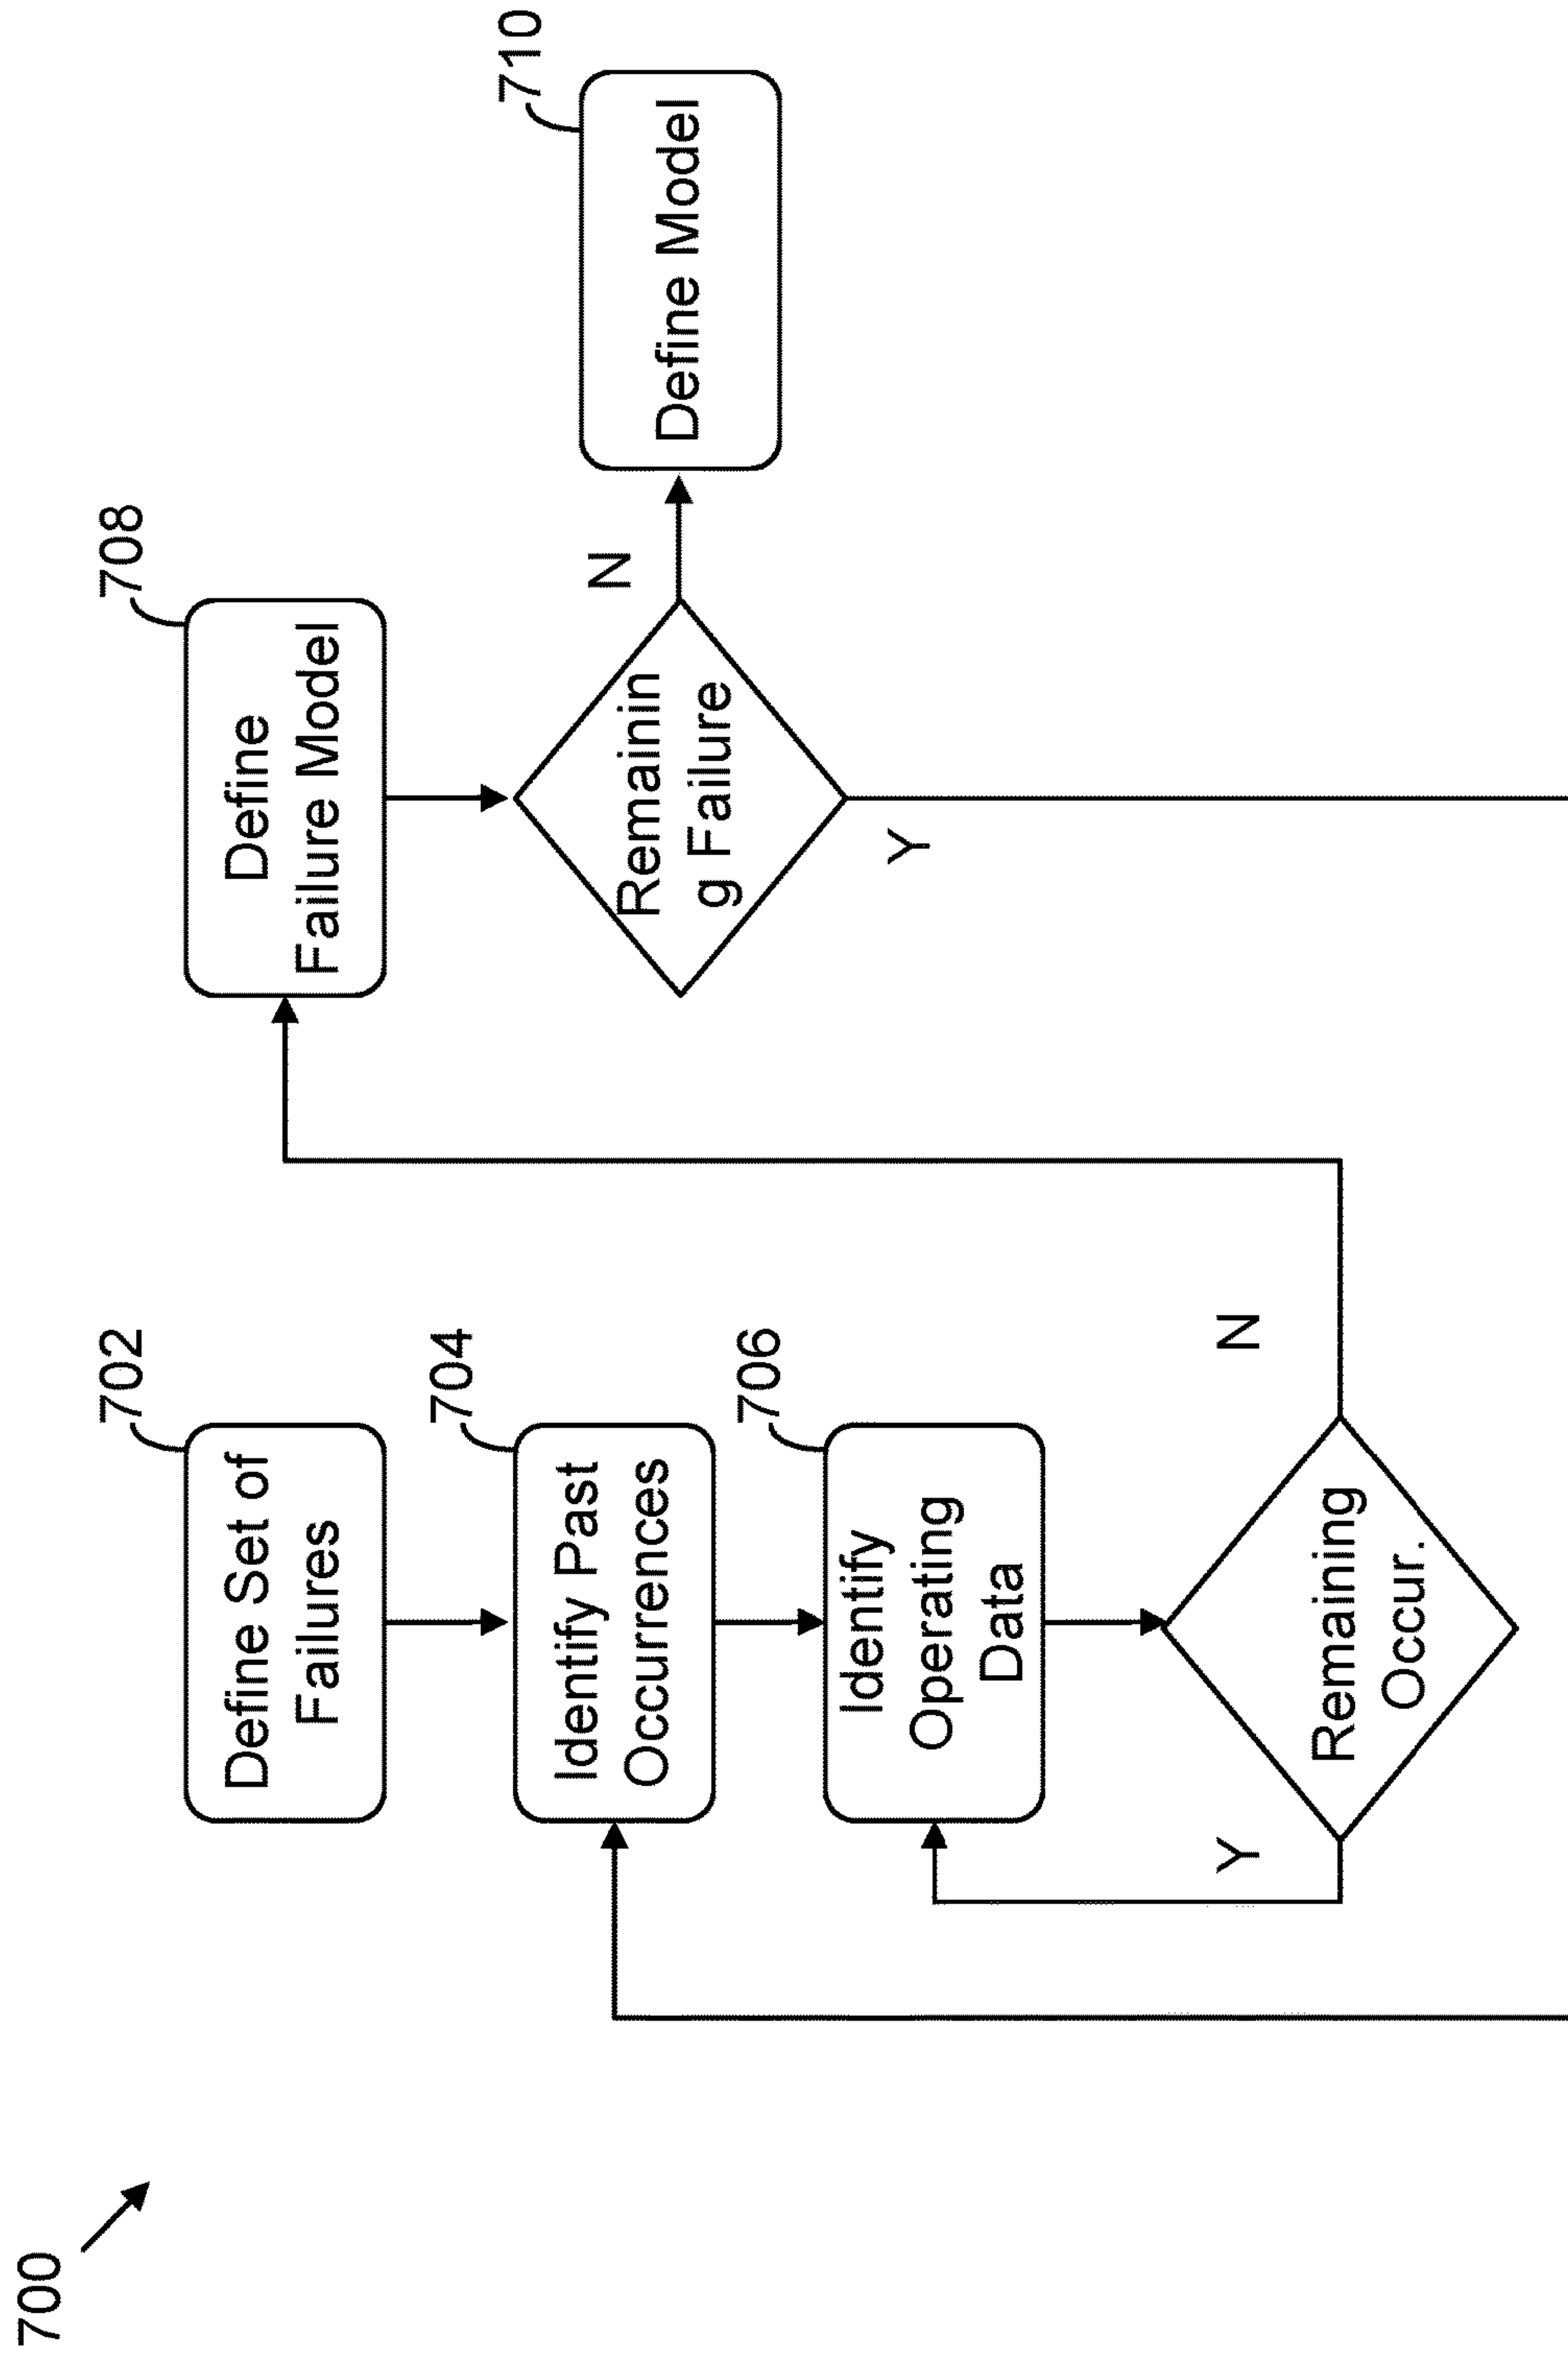 700
702
Define Set of
Failures
704
Identify Past
Occurrences
706
Identify
Operating
Data
Remaining
Occur.
Y
N
708
Define
Failure Model
Remainin
g Failure
N
Y
710
Define Model